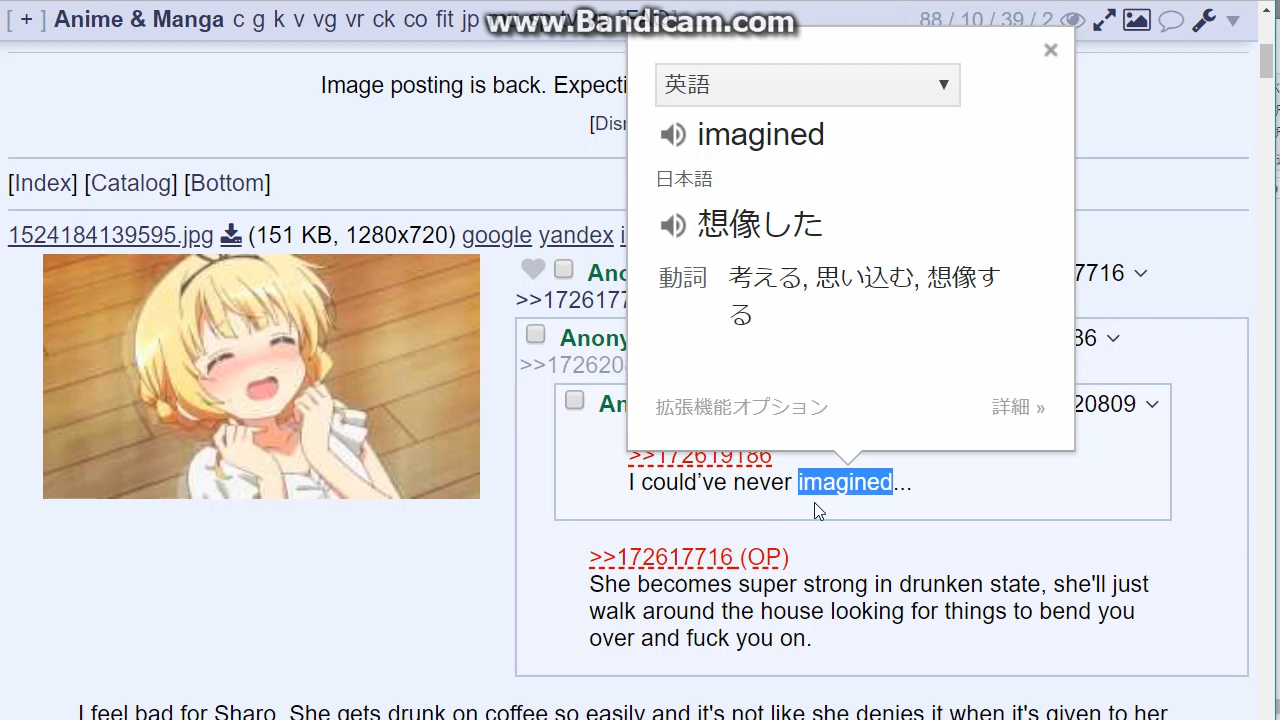 [ + ] Anime & Manga c g k v vg vr ck co fit jp
www.Bandicam.com
88 / 10 / 39 / 2
Image posting is back.
[Index] [Catalog] [Bottom]
1524184139595.jpg (151 KB, 1280x720) google yandex
英語
imagined
日本語
想像した
動詞 考える, 思い込む, 想像す
る
拡張機能オプション 詳細 »
7716
>>1726177
86
>>172620
20809
>>172619186
I could’ve never imagined...
>>172617716 (OP)
She becomes super strong in drunken state, she'll just
walk around the house looking for things to bend you
over and fuck you on.
I feel bad for Sharo. She gets drunk on coffee so easily and it's not like she denies it when it's given to her